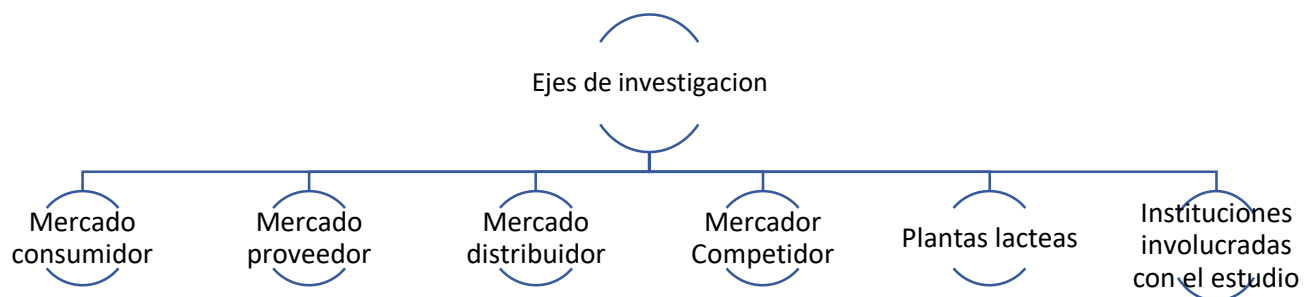 Ejes de investigacion
Mercado
consumidor
Mercado
proveedor
Mercado
distribuidor
Mercador
Competidor
Plantas lacteas
Instituciones
involucradas
con el estudio